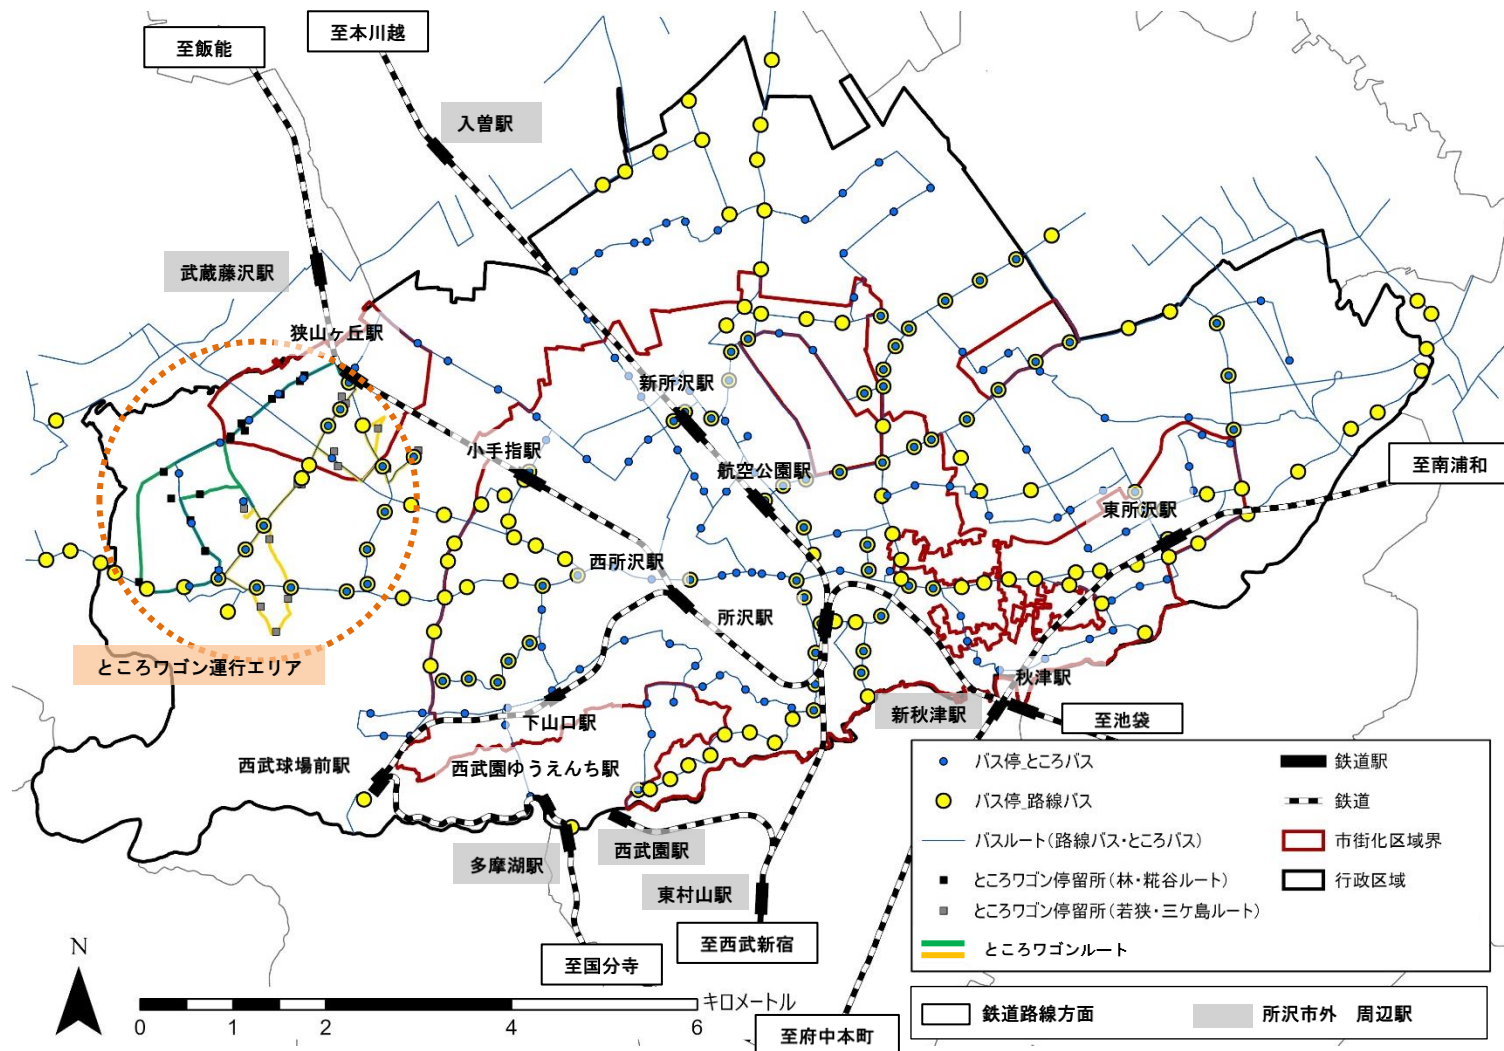 至飯能
至本川越
入曽駅
武蔵藤沢駅
狭山ヶ丘駅
新所沢駅
小手指駅
航空公園駅
至南浦和
東所沢駅
西所沢駅
所沢駅
ところワゴン運行エリア
秋津駅
新秋津駅
至池袋
下山口駅
西武球場前駅
西武園ゆうえんち駅
多摩湖駅
西武園駅
東村山駅
至西武新宿
至国分寺
至府中本町
バス停_ところバス
バス停_路線バス
バスルート(路線バス・ところバス)
ところワゴン停留所(林・糀谷ルート)
ところワゴン停留所(若狭・三ケ島ルート)
ところワゴンルート
鉄道駅
鉄道
市街化区域界
行政区域
鉄道路線方面
所沢市外 周辺駅
N
キロメートル
0 1 2 4 6